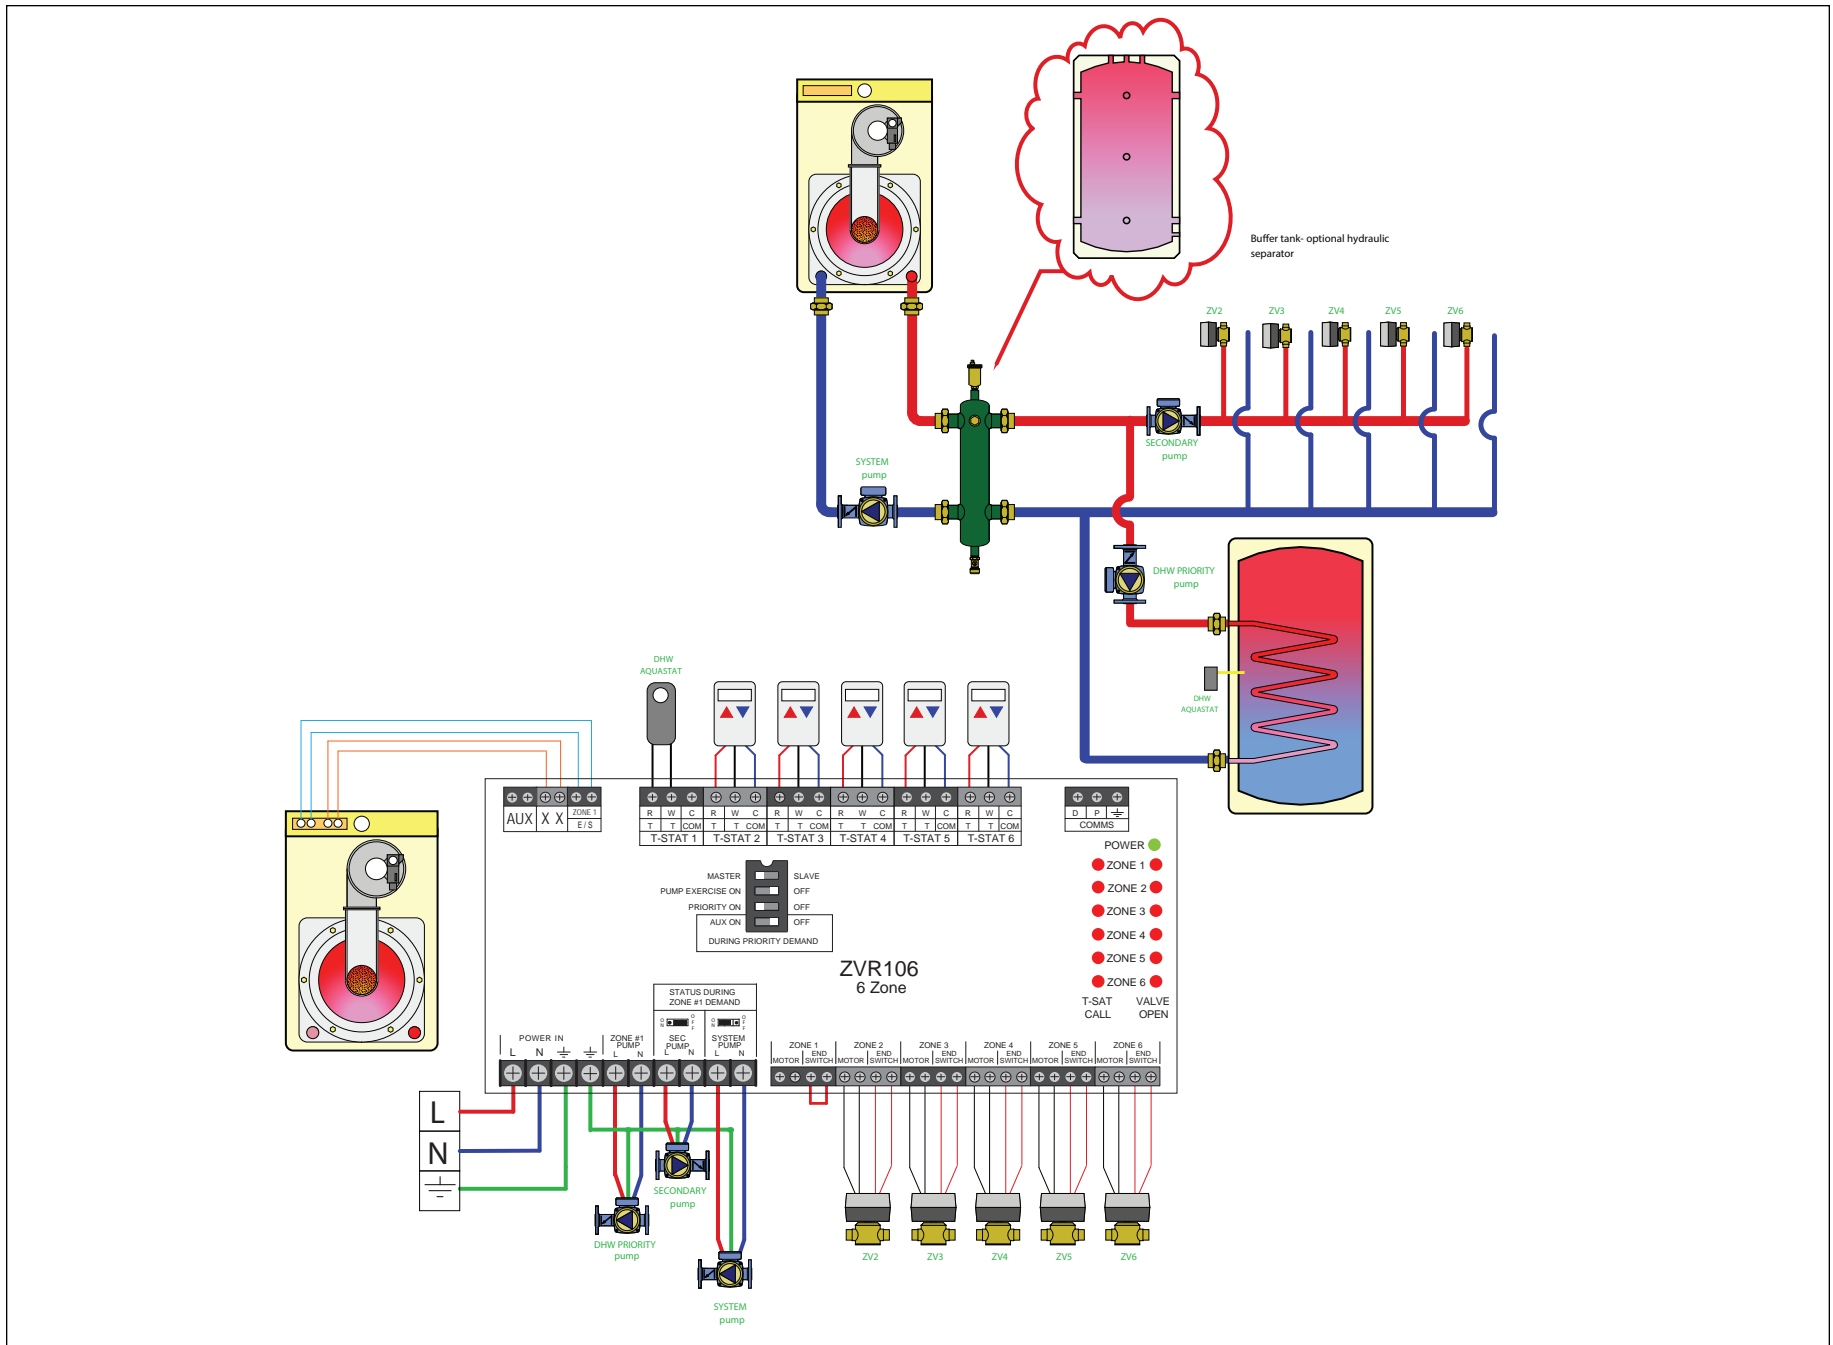 Buffer tank- optional hydraulic
separator
ZV2 ZV3 ZV4 ZV5 ZV6
SECONDARY
pump
SYSTEM
pump
DHW PRIORITY
pump
DHW
AQUASTAT
DHW
AQUASTAT
AUX X X ZONE 1
E / S
R W C R W C R W C R W C R W C R W C
T T COM T T COM T T COM T T COM T T COM T T COM
T-STAT 1 T-STAT 2 T-STAT 3 T-STAT 4 T-STAT 5 T-STAT 6
D P
COMMS
POWER
ZONE 1
ZONE 2
ZONE 3
ZONE 4
ZONE 5
ZONE 6
T-SAT VALVE
CALL OPEN
MASTER SLAVE
PUMP EXERCISE ON OFF
PRIORITY ON OFF
AUX ON OFF
DURING PRIORITY DEMAND
ZVR106
6 Zone
STATUS DURING
ZONE #1 DEMAND
ON OFF ON OFF
POWER IN
L N
ZONE #1
PUMP
L N
SEC
PUMP
L N
SYSTEM
PUMP
L N
ZONE 1 ZONE 2 ZONE 3 ZONE 4 ZONE 5 ZONE 6
MOTOR END SWITCH MOTOR END SWITCH MOTOR END SWITCH MOTOR END SWITCH MOTOR END SWITCH MOTOR END SWITCH
L
N
SECONDARY
pump
DHW PRIORITY
pump
SYSTEM
pump
ZV2 ZV3 ZV4 ZV5 ZV6